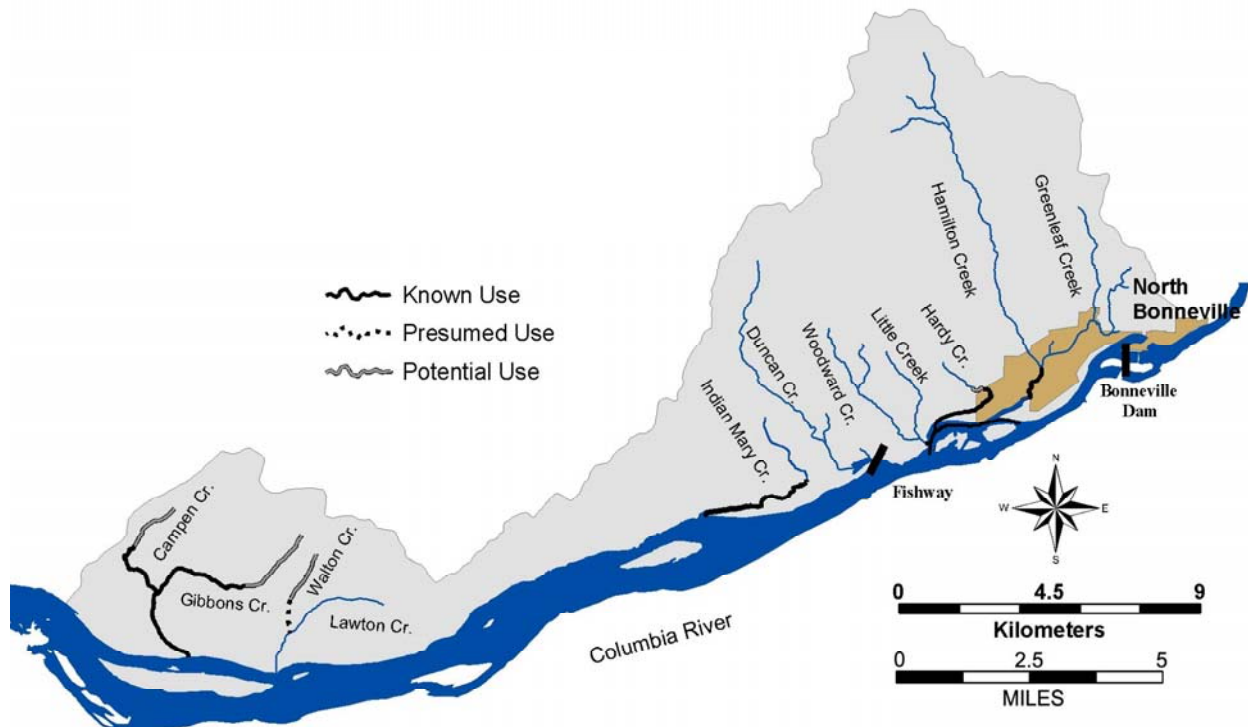 Known Use
Presumed Use
Potential Use
Hamilton Creek
Greenleaf Creek
North
Bonneville
Bonneville
Dam
Hardy Cr.
Little Creek
Woodward Cr.
Duncan Cr.
Indian Mary Cr.
Fishway
Campen Cr.
Gibbons Cr.
Walton Cr.
Lawton Cr.
Columbia River
N
W E
S
0 4.5 9
Kilometers
0 2.5 5
MILES